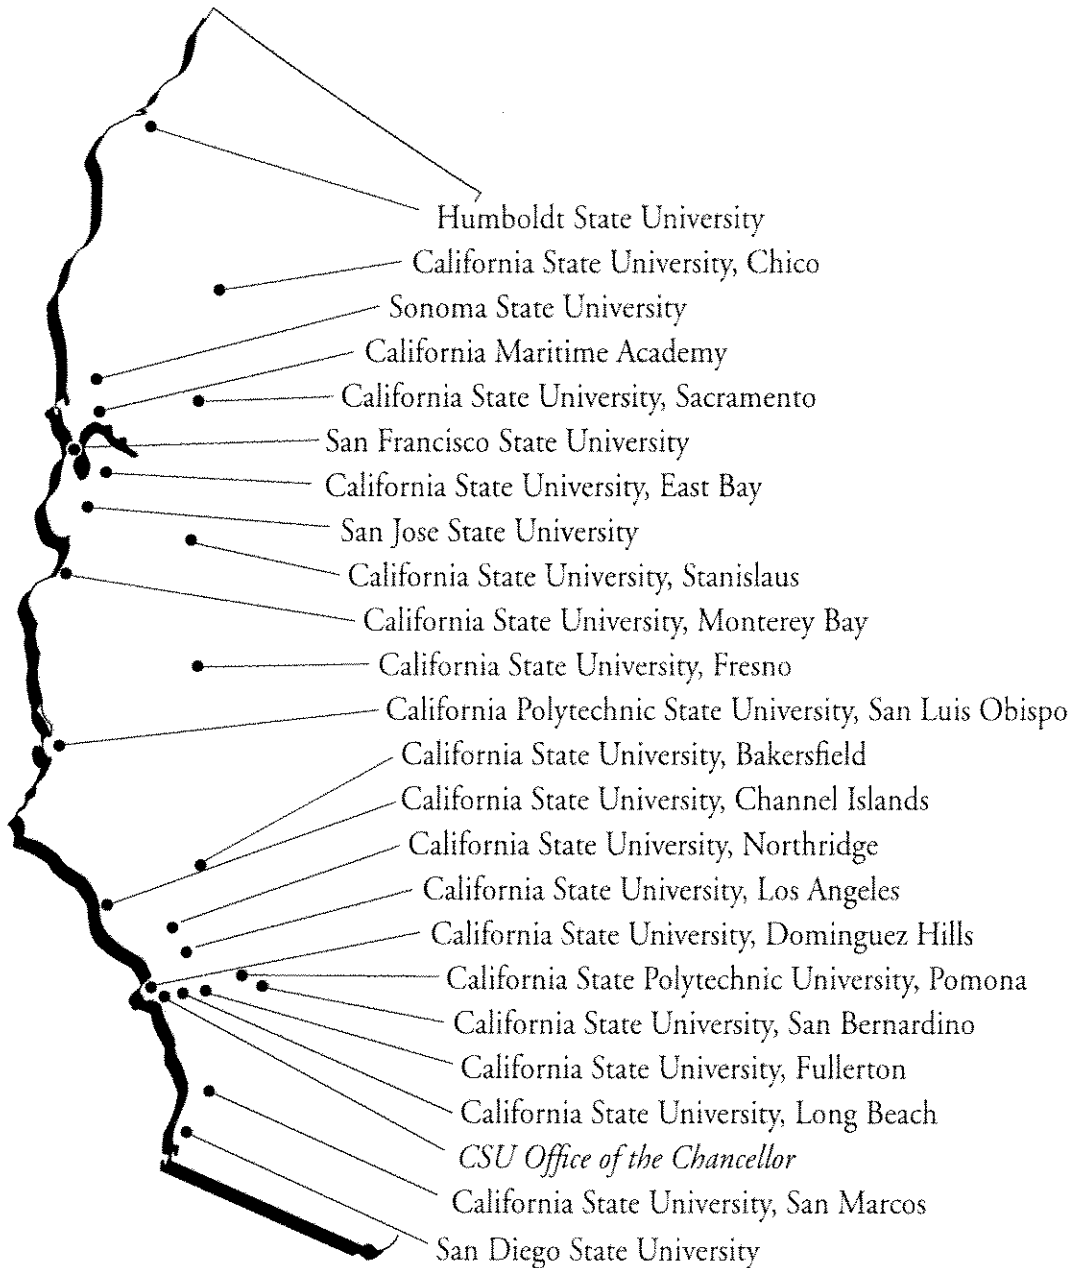 Humboldt State University
California State University, Chico
Sonoma State University
California Maritime Academy
California State University, Sacramento
San Francisco State University
California State University, East Bay
San Jose State University
California State University, Stanislaus
California State University, Monterey Bay
California State University, Fresno
California Polytechnic State University, San Luis Obispo
California State University, Bakersfield
California State University, Channel Islands
California State University, Northridge
California State University, Los Angeles
California State University, Dominguez Hills
California State Polytechnic University, Pomona
California State University, San Bernardino
California State University, Fullerton
California State University, Long Beach
CSU Office of the Chancellor
California State University, San Marcos
San Diego State University